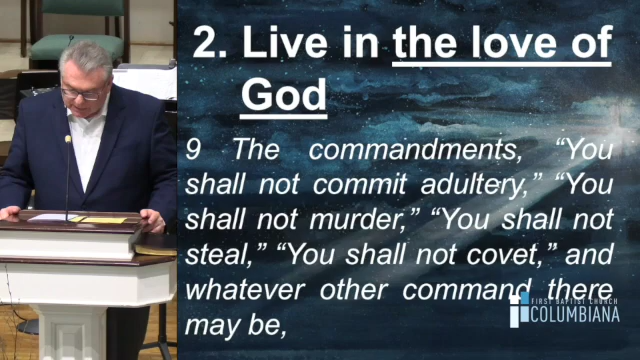 2. Live in the love of
God
9 The commandments, “You
shall not commit adultery,” “You
shall not murder,” “You shall not
steal,” “You shall not covet,” and
whatever other command there
may be,
FIRST BAPTIST CHURCH
COLUMBIANA